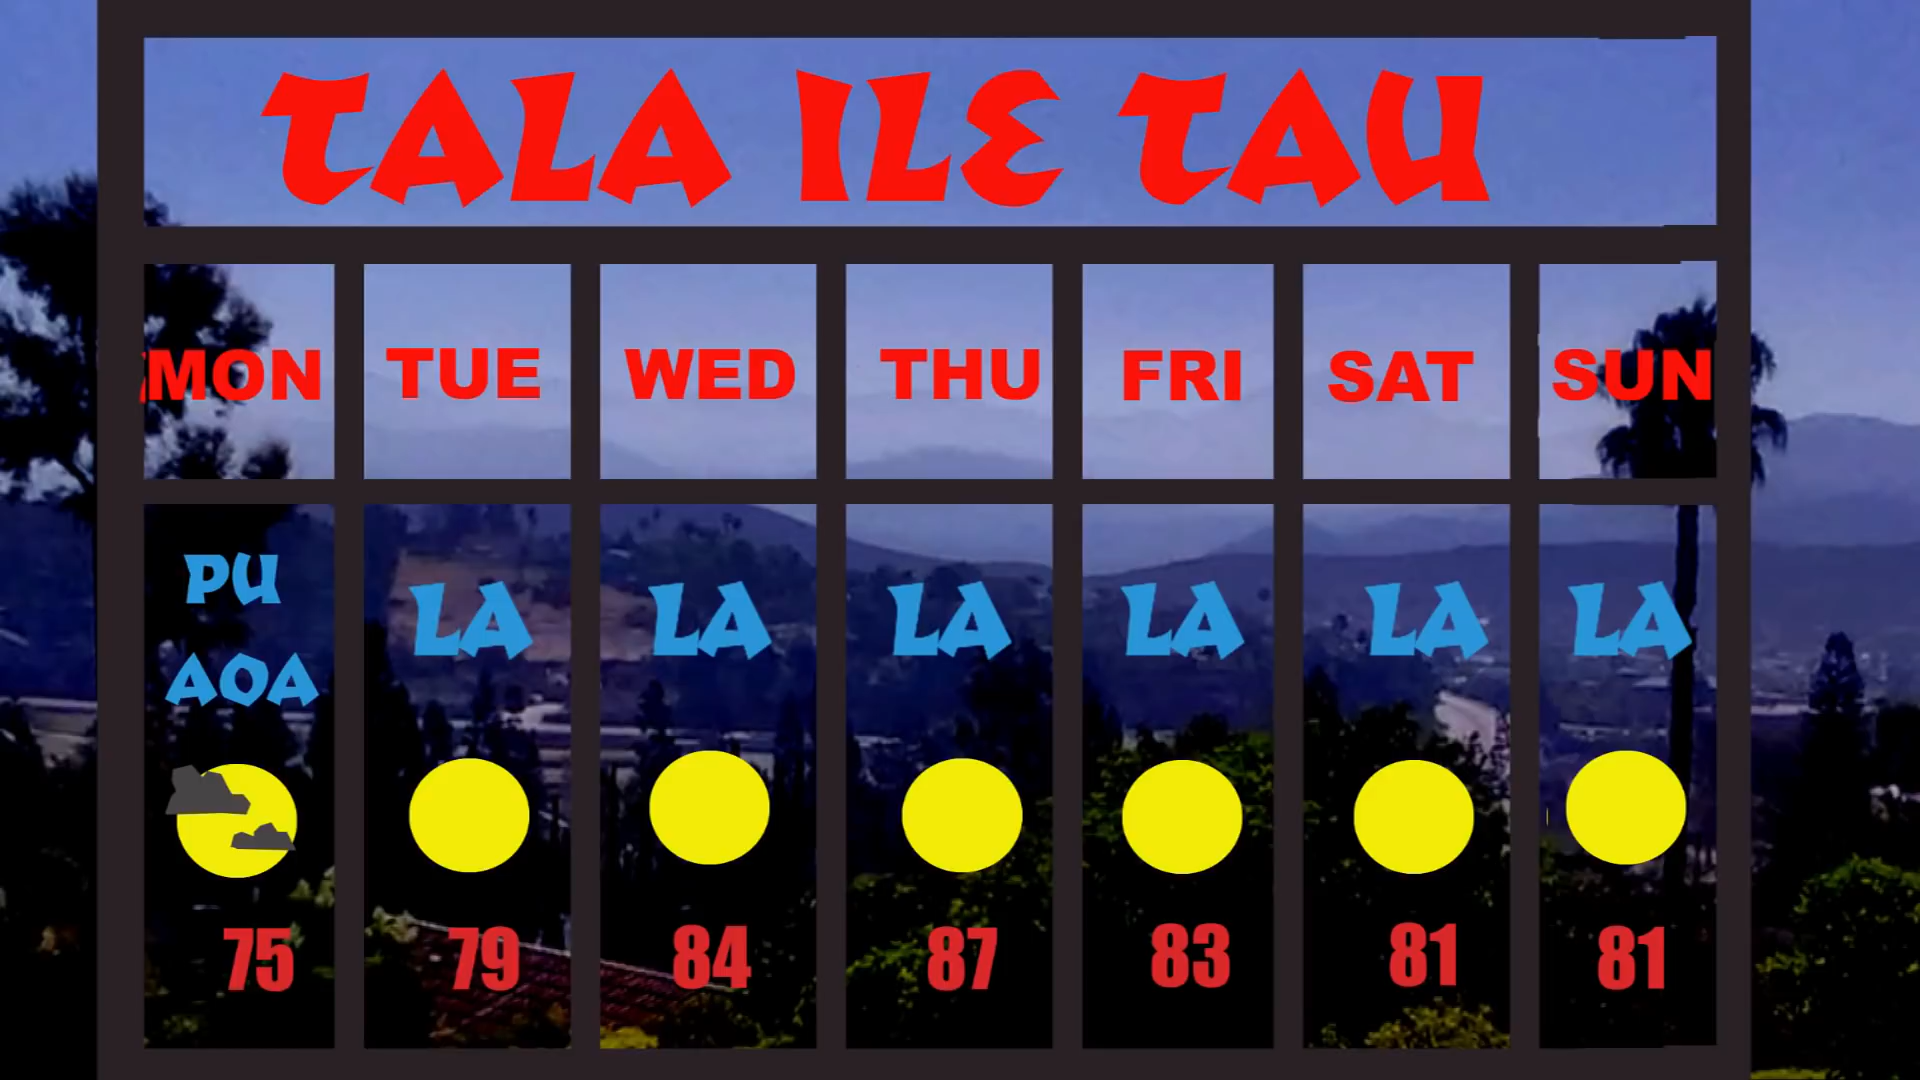 TALA ILE TAU
MON TUE WED THU FRI SAT SUN
PU AOA LA LA LA LA LA LA
75 79 84 87 83 81 81